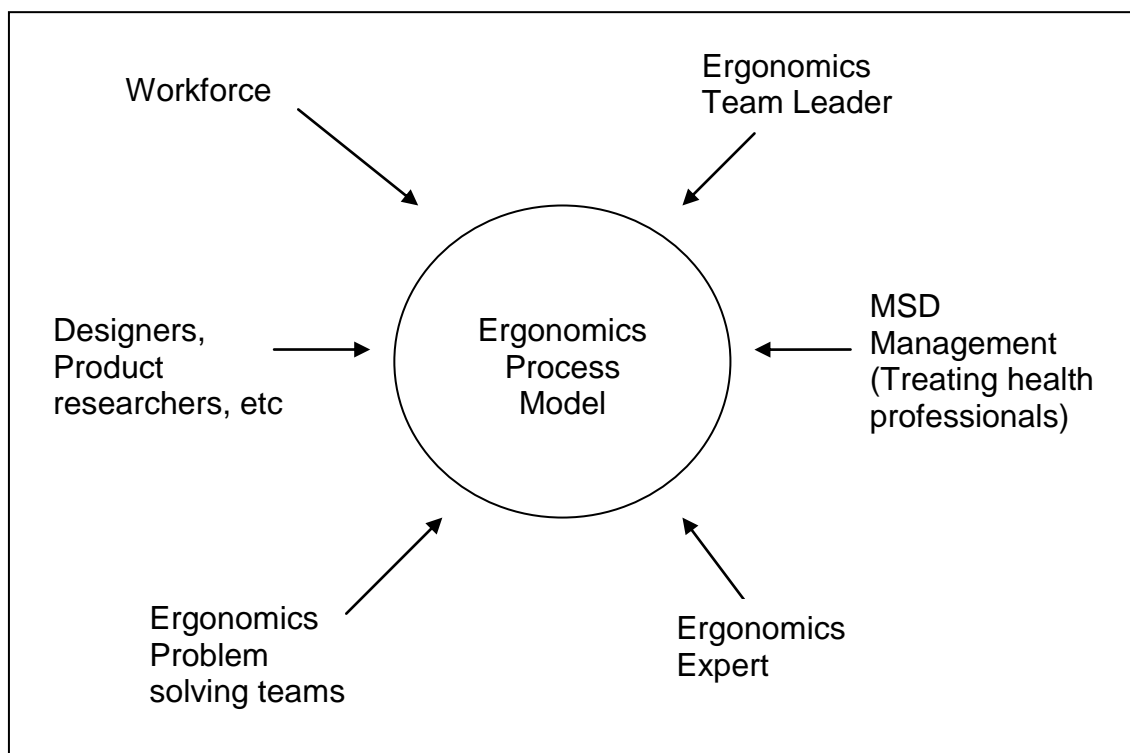 Workforce
Ergonomics
Team Leader
Designers,
Product
researchers, etc
Ergonomics
Process
Model
MSD
Management
(Treating health
professionals)
Ergonomics
Problem
solving teams
Ergonomics
Expert